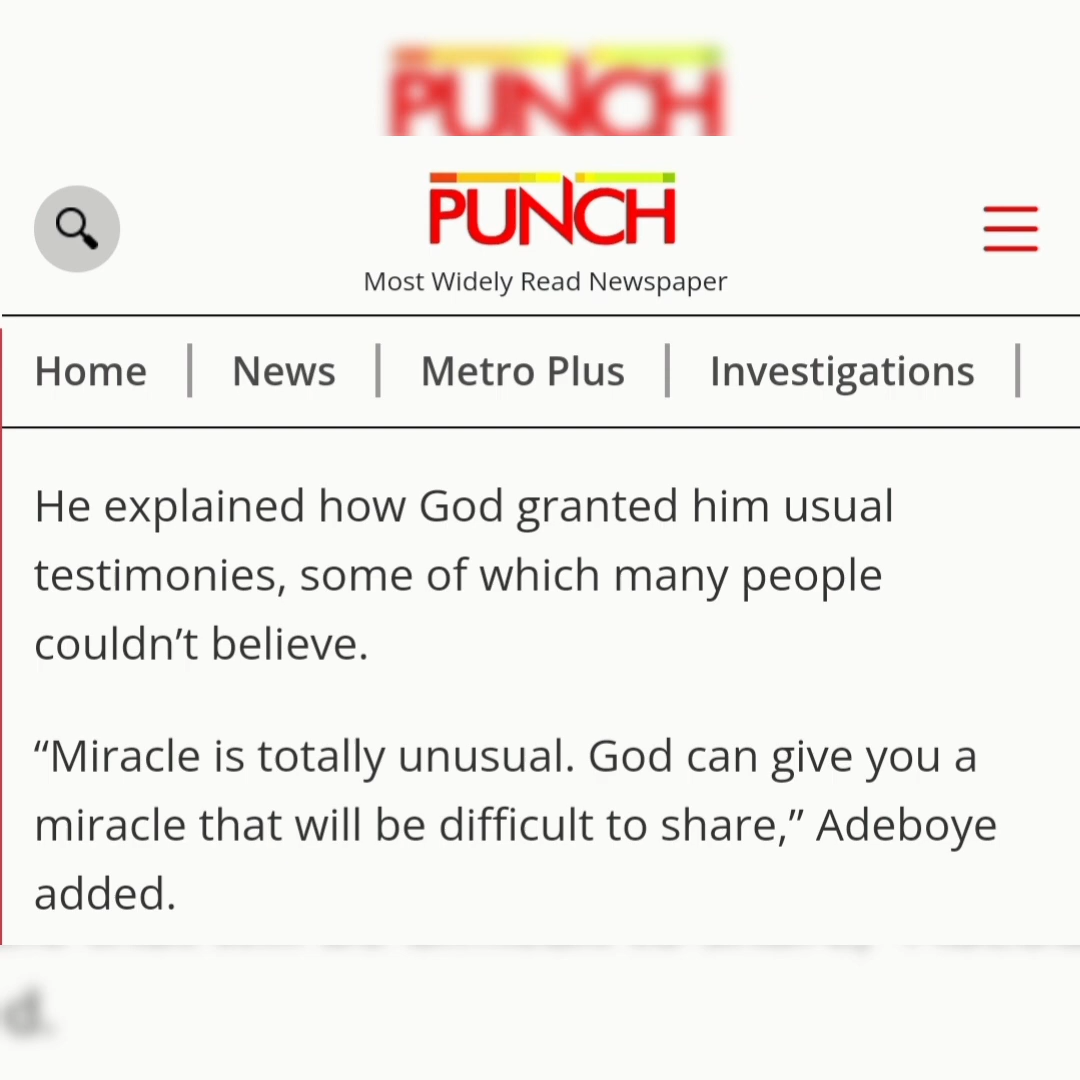 PUNCH
PUNCH
Most Widely Read Newspaper
Home | News | Metro Plus | Investigations |
He explained how God granted him usual
testimonies, some of which many people
couldn’t believe.
“Miracle is totally unusual. God can give you a
miracle that will be difficult to share,” Adeboye
added.
d.